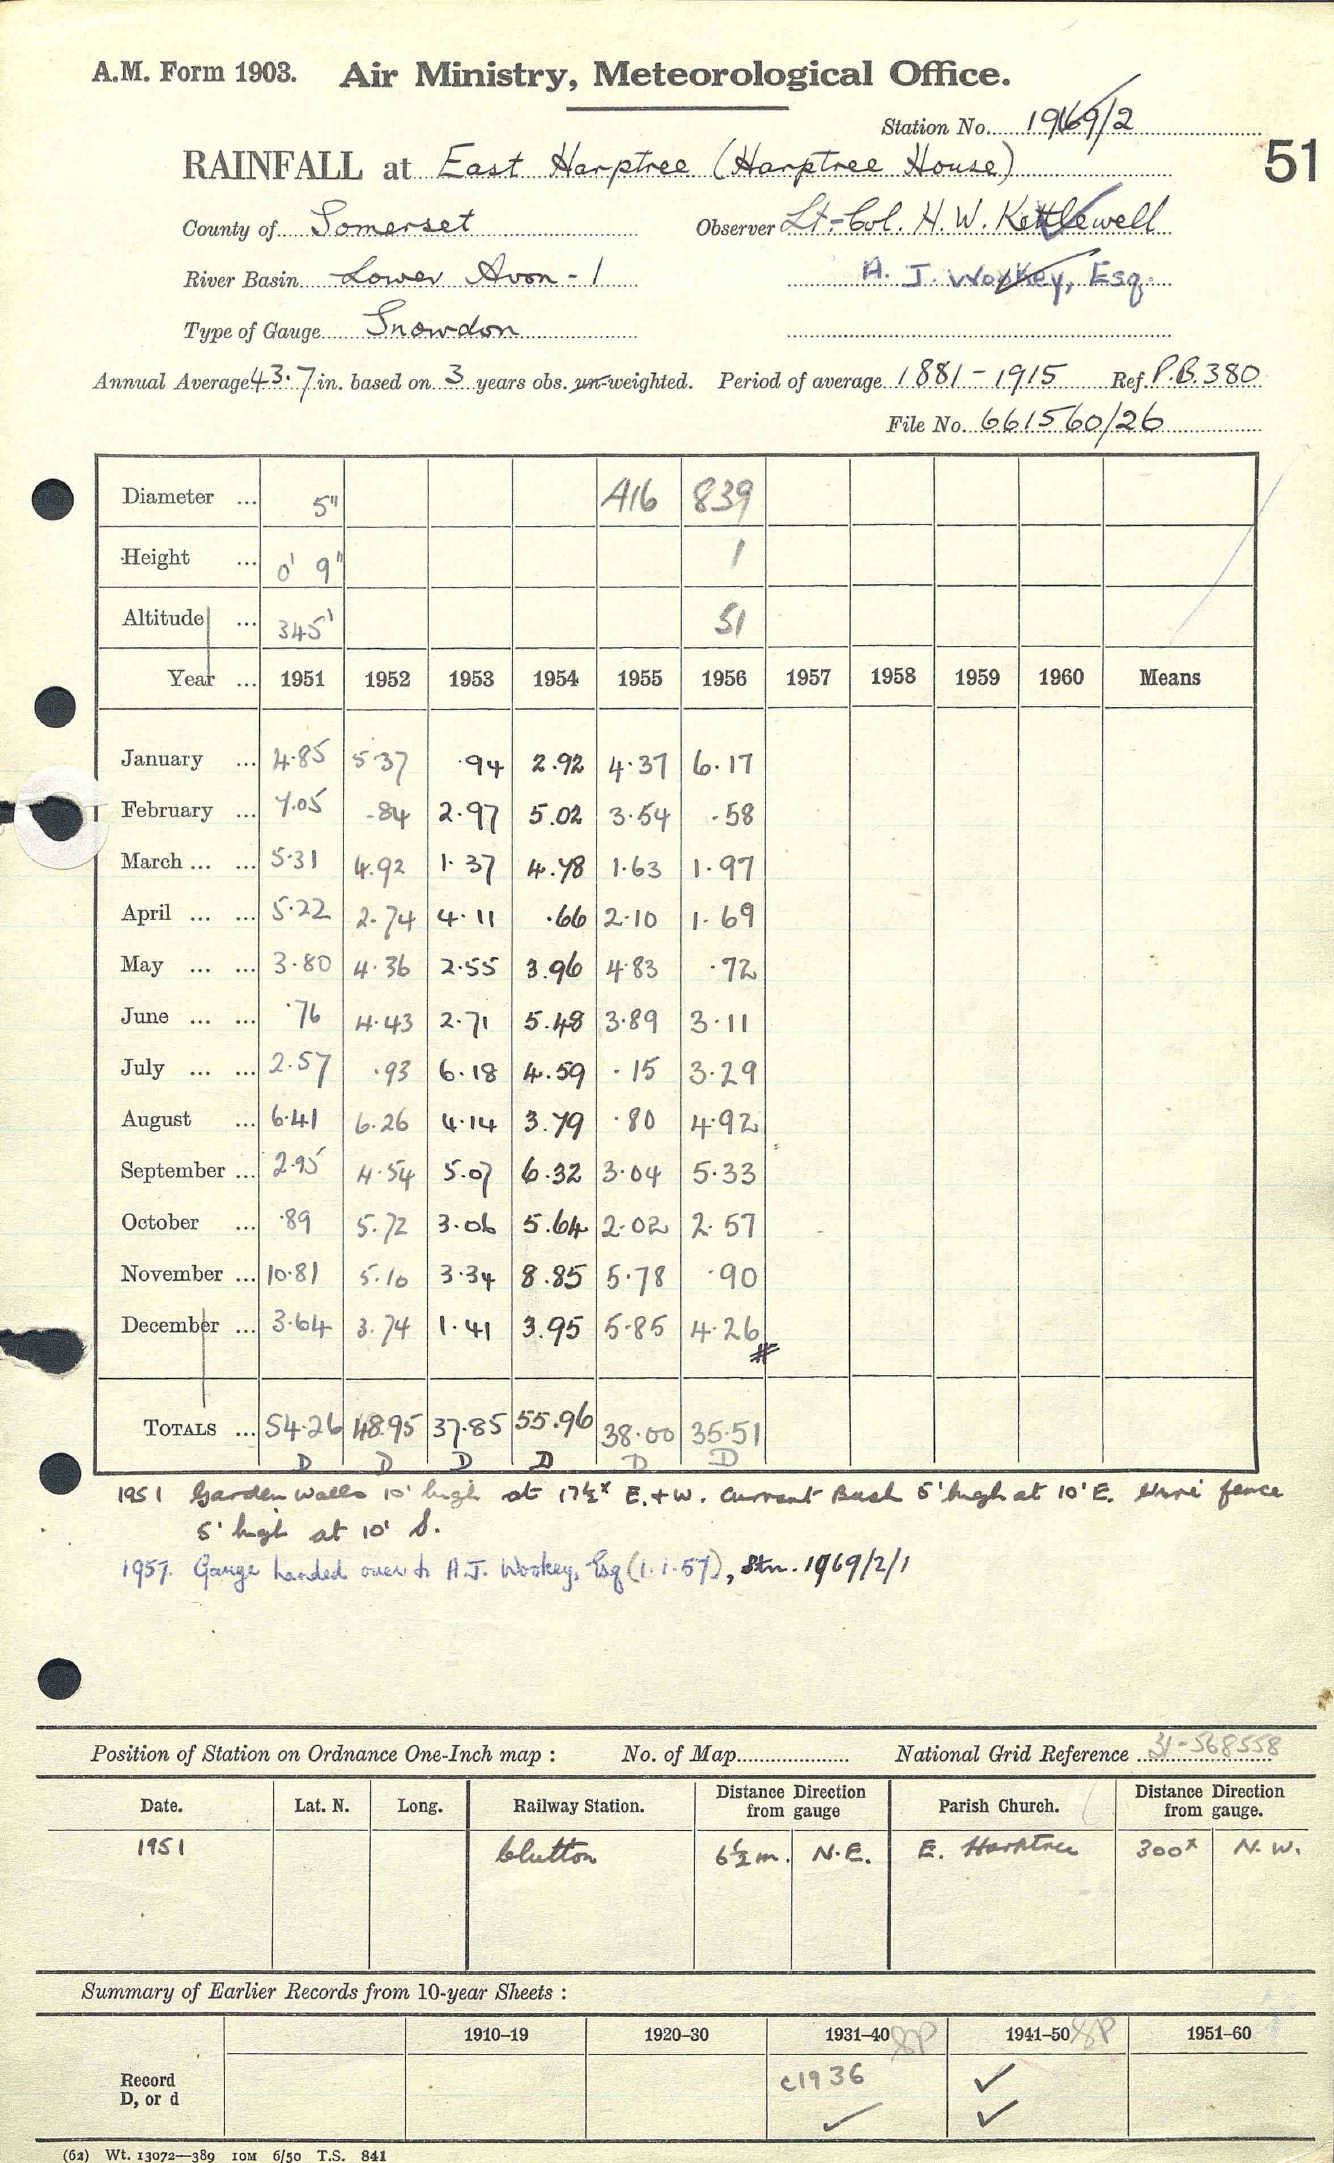 A.M. Form 1903. Air Ministry, Meteorological Office.
Station No. 1969/2
RAINFALL at East Harptree (Harptree House)
51
County of Somerset Observer Lt-Col. H. W. Kettlewell
River Basin Lower Avon - 1 A. J. Wookey, Esq.
Type of Gauge Snowdon
Annual Average 43.7 in. based on 3 years obs. un-weighted. Period of average 1881-1915 Ref. P.B. 380
File No. 661560/26
Diameter ... 5" 416 839
Height ... 0' 9" 1
Altitude ... 345' 51
Year ... 1951 1952 1953 1954 1955 1956 1957 1958 1959 1960 Means
January ... 4.85 5.37 .94 2.92 4.37 6.17
February ... 7.05 .84 2.97 5.02 3.54 .58
March ... ... 5.31 4.92 1.37 4.78 1.63 1.97
April ... ... 5.22 2.74 4.11 .66 2.10 1.69
May ... ... 3.80 4.36 2.55 3.96 4.83 .72
June ... ... .76 4.43 2.71 5.48 3.89 3.11
July ... ... 2.57 .93 6.18 4.59 .15 3.29
August ... 6.41 6.26 4.14 3.79 .80 4.92
September ... 2.95 4.54 5.07 6.32 3.04 5.33
October ... .89 5.72 3.06 5.64 2.02 2.57
November ... 10.81 5.10 3.34 8.85 5.78 .90
December ... 3.64 3.74 1.41 3.95 5.85 4.26
#
TOTALS ... 54.26 48.95 37.85 55.96 38.00 35.51
D D D D D D
1951 Garden walls 10' high at 17½x E. + W. Currant Bush 5' high at 10' E. Wire fence
5' high at 10' S.
1957. Gauge handed over to A.J. Wookey, Esq (1.1.57), Stn. 1969/2/1
Position of Station on Ordnance One-Inch map : No. of Map National Grid Reference 31-568558
Date. Lat. N. Long. Railway Station. Distance Direction from gauge Parish Church. Distance Direction from gauge.
1951 Clutton 6½ m. N.E. E. Harptree 300x N.W.
Summary of Earlier Records from 10-year Sheets :
1910–19 1920–30 1931–40 SP 1941–50 SP 1951–60
Record c1936 ✓
D, or d ✓ ✓
(62) Wt. 13072—389 10M 6/50 T.S. 841